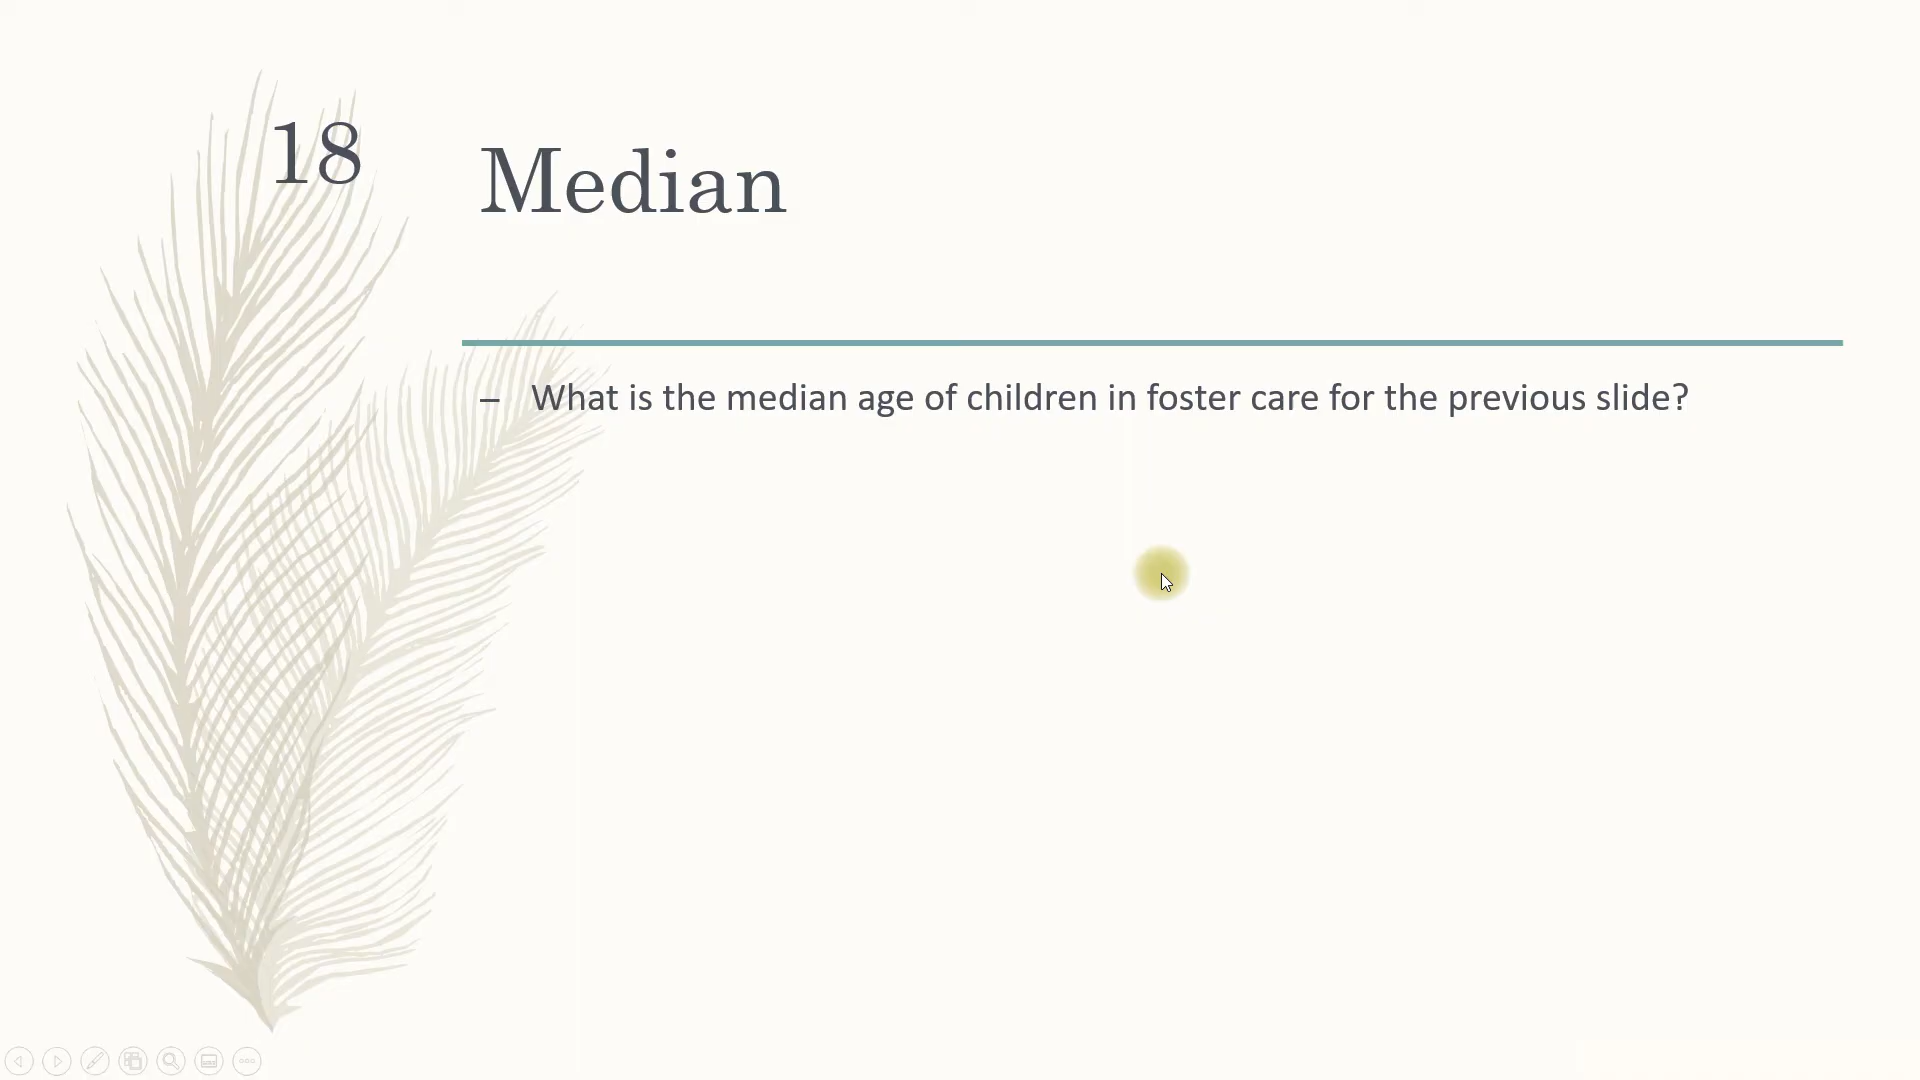 18
Median
– What is the median age of children in foster care for the previous slide?